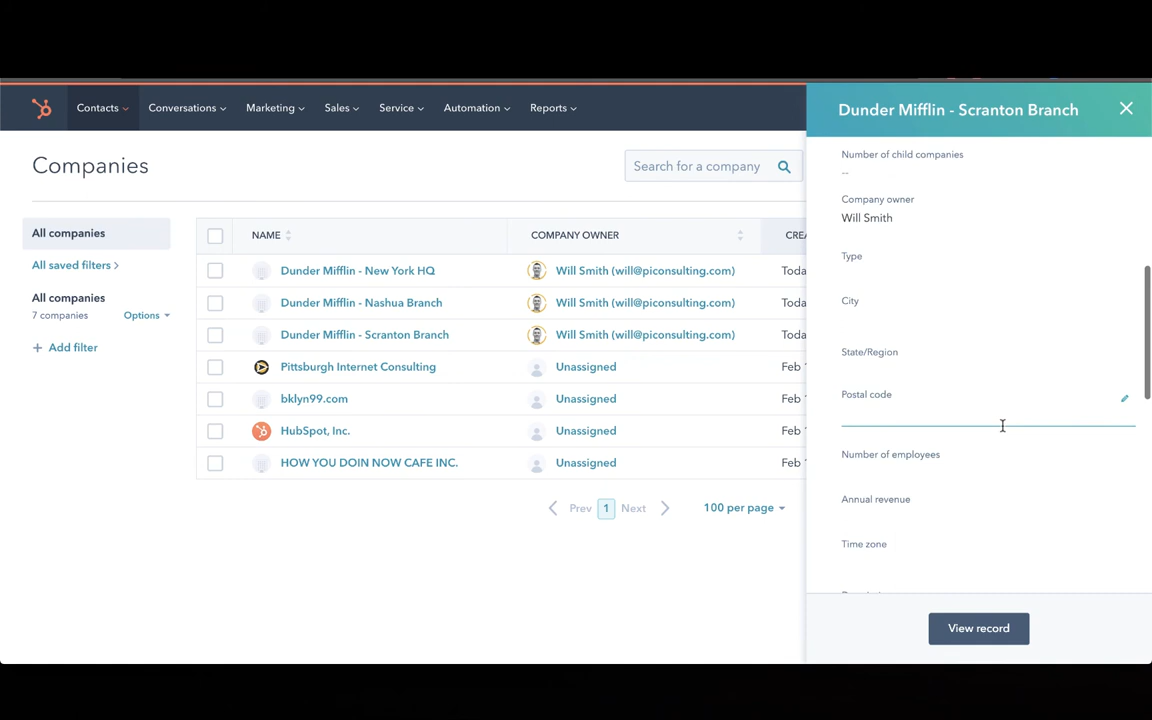 Contacts
Conversations
Marketing
Sales
Service
Automation
Reports
Companies
Search for a company
All companies
All saved filters
All companies
7 companies
Options
Add filter
NAME
COMPANY OWNER
Dunder Mifflin - New York HQ
Will Smith (will@piconsulting.com)
Toda
Dunder Mifflin - Nashua Branch
Will Smith (will@piconsulting.com)
Toda
Dunder Mifflin - Scranton Branch
Will Smith (will@piconsulting.com)
Toda
Pittsburgh Internet Consulting
Unassigned
Feb
bklyn99.com
Unassigned
Feb
HubSpot, Inc.
Unassigned
Feb
HOW YOU DOIN NOW CAFE INC.
Unassigned
Feb
Prev
1
Next
100 per page
Dunder Mifflin - Scranton Branch
Number of child companies
--
Company owner
Will Smith
Type
City
State/Region
Postal code
Number of employees
Annual revenue
Time zone
View record